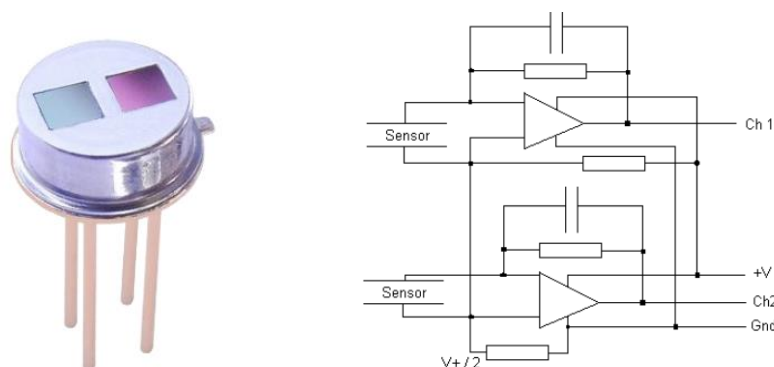 Sensor
Ch 1
Sensor
+V
Ch2
Gnd
V+ / 2